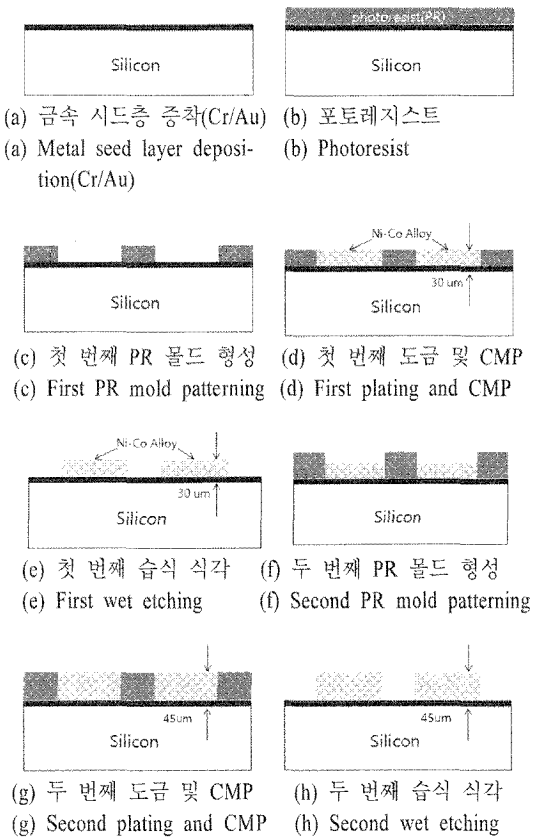 photoresist(PR)
Silicon
Silicon
(a) 금속 시드층 증착(Cr/Au)
(a) Metal seed layer deposi-
tion(Cr/Au)
(b) 포토레지스트
(b) Photoresist
Ni-Co Alloy
30 um
Silicon
Silicon
(c) 첫 번째 PR 몰드 형성
(c) First PR mold patterning
(d) 첫 번째 도금 및 CMP
(d) First plating and CMP
Ni-Co Alloy
30 um
Silicon
Silicon
(e) 첫 번째 습식 식각
(e) First wet etching
(f) 두 번째 PR 몰드 형성
(f) Second PR mold patterning
45um
45um
Silicon
Silicon
(g) 두 번째 도금 및 CMP
(g) Second plating and CMP
(h) 두 번째 습식 식각
(h) Second wet etching